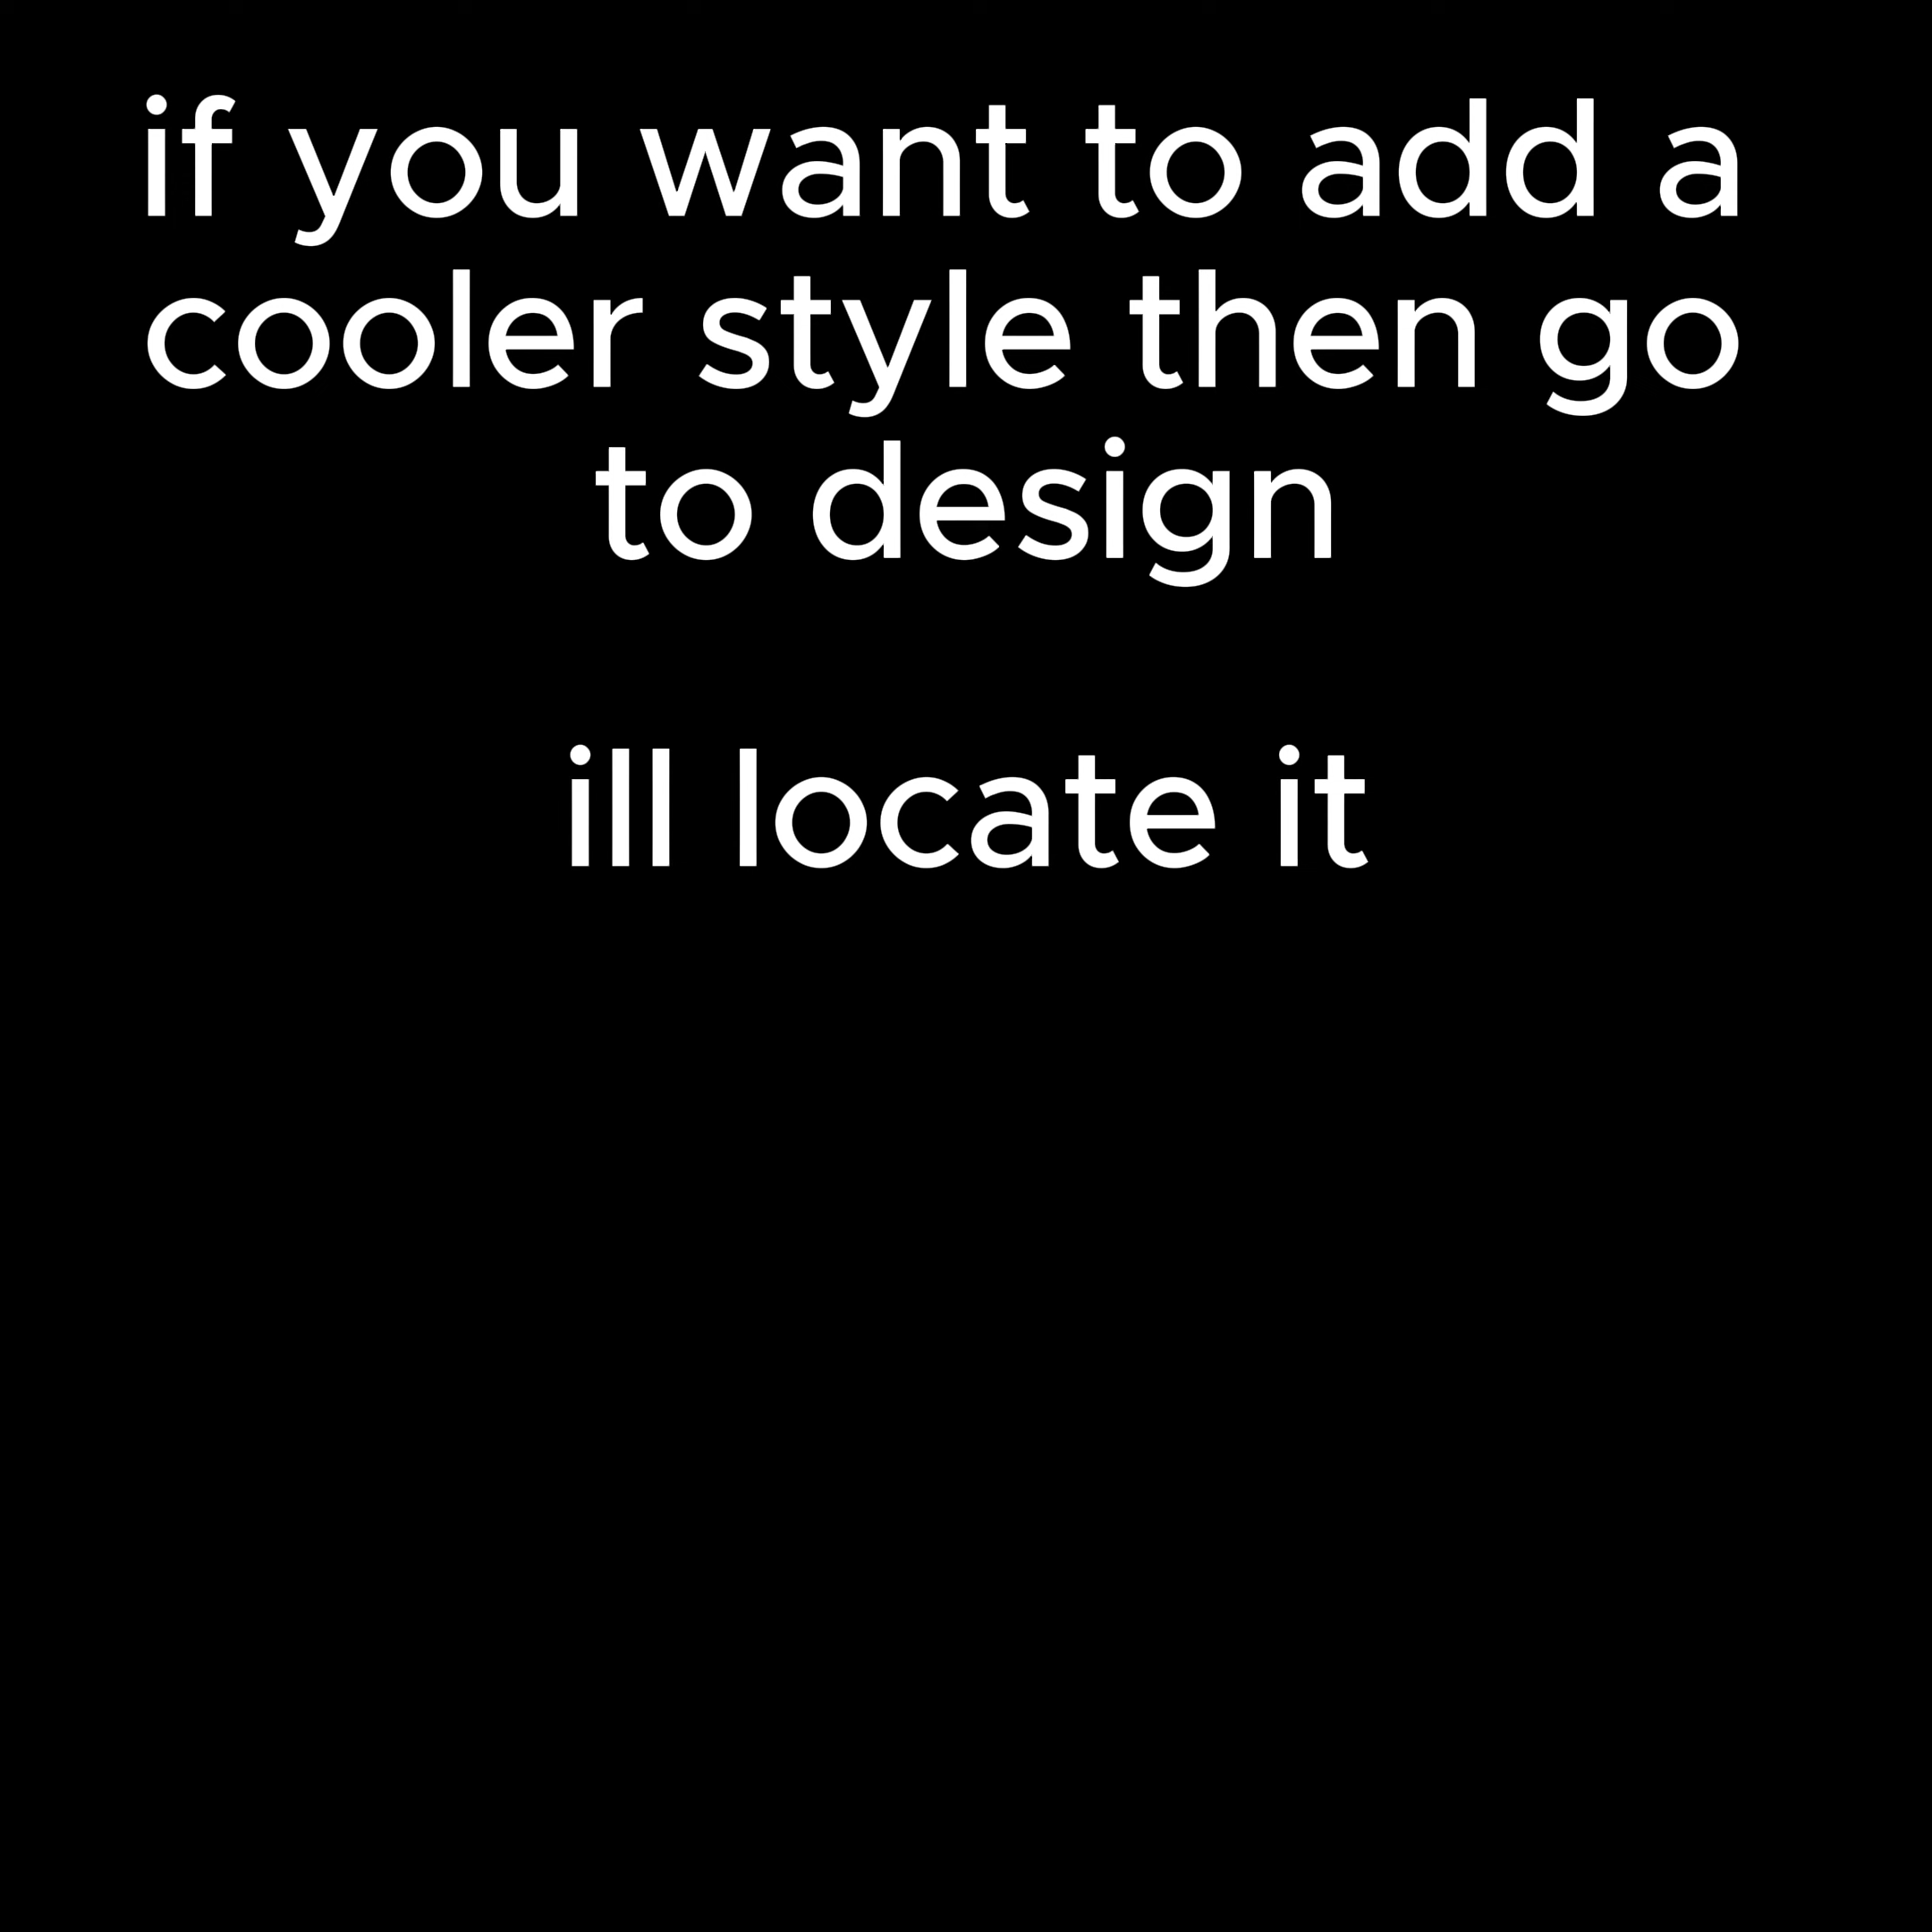 if you want to add a
cooler style then go
to design
ill locate it